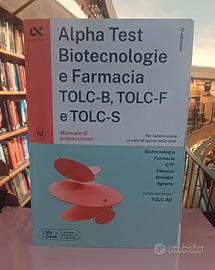 Alpha Test
Biotecnologie
e Farmacia
TOLC-B, TOLC-F
e TOLC-S
M
Manuale di
preparazione
Per l'ammissione
ai corsi di laurea delle aree
Biotecnologie
Farmacia
CTF
Chimica
Biologia
Agraria
valido anche per
TOLC-AV
My
Desk
subito